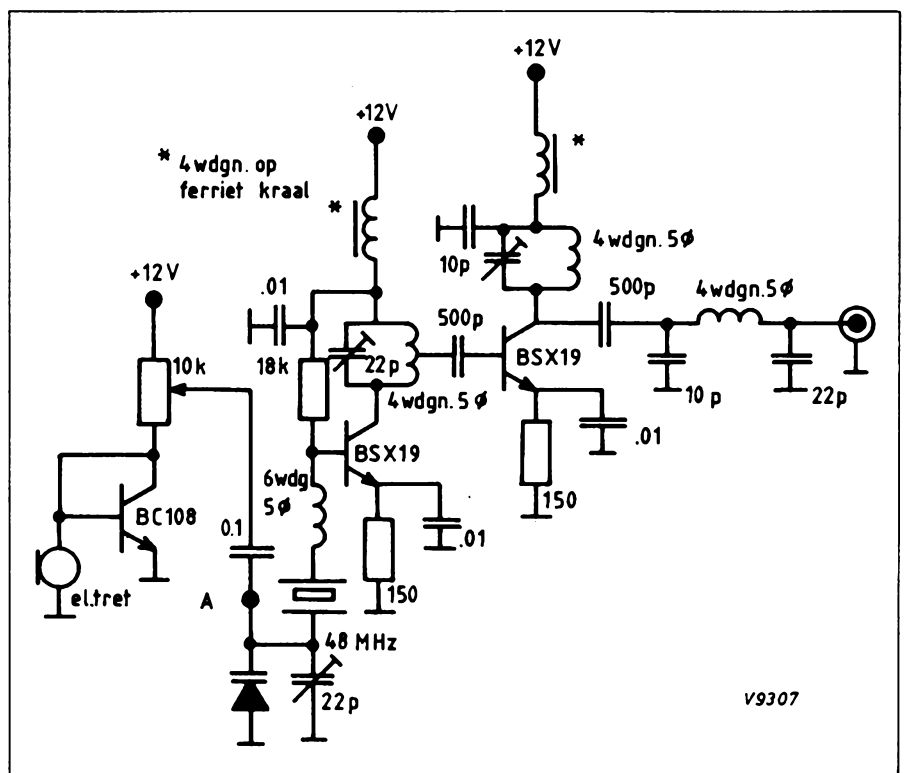 +12V
+12V
* 4wdgn. op
ferriet kraal
*
*
+12V
10p
4wdgn. 5ø
.01
500p
500p
4wdgn. 5ø
10k
18k
22p
BSX19
4wdgn. 5ø
10p
22p
BSX19
.01
BC108
6wdg
5ø
150
0.1
.01
el.tret
A
150
48 MHz
22p
V9307